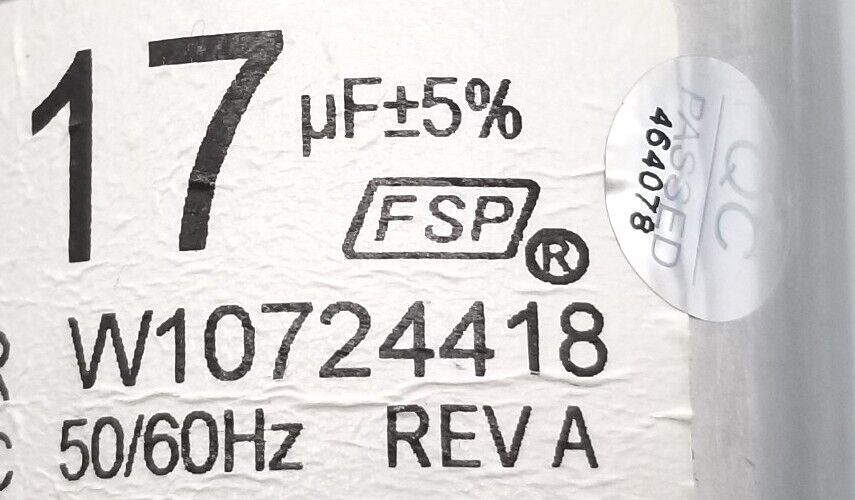 17 µF±5%
FSP®
W10724418
50/60Hz REV A
QC
PASSED
464078